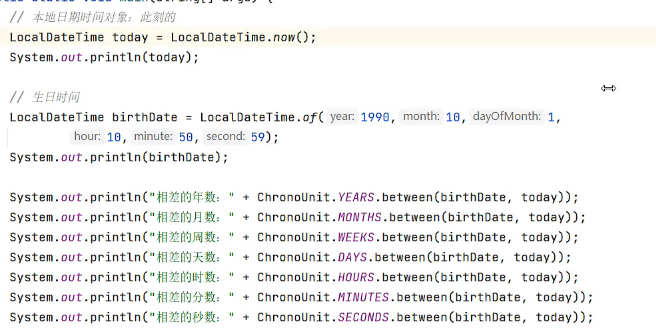 // 本地日期时间对象：此刻的
LocalDateTime today = LocalDateTime.now();
System.out.println(today);
// 生日时间
LocalDateTime birthDate = LocalDateTime.of( year: 1990, month: 10, dayOfMonth: 1,
hour: 10, minute: 50, second: 59);
System.out.println(birthDate);
System.out.println("相差的年数：" + ChronoUnit.YEARS.between(birthDate, today));
System.out.println("相差的月数：" + ChronoUnit.MONTHS.between(birthDate, today));
System.out.println("相差的周数：" + ChronoUnit.WEEKS.between(birthDate, today));
System.out.println("相差的天数：" + ChronoUnit.DAYS.between(birthDate, today));
System.out.println("相差的时数：" + ChronoUnit.HOURS.between(birthDate, today));
System.out.println("相差的分数：" + ChronoUnit.MINUTES.between(birthDate, today));
System.out.println("相差的秒数：" + ChronoUnit.SECONDS.between(birthDate, today));